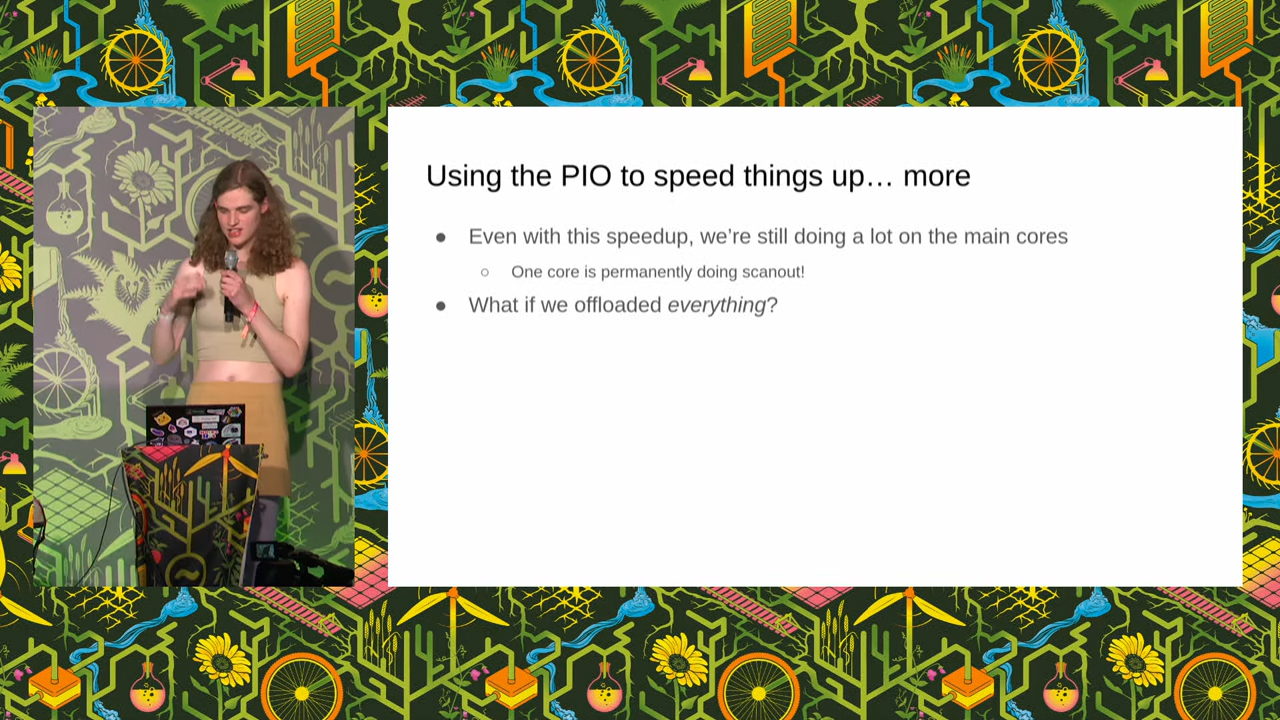 Using the PIO to speed things up… more
● Even with this speedup, we’re still doing a lot on the main cores
○ One core is permanently doing scanout!
● What if we offloaded everything?